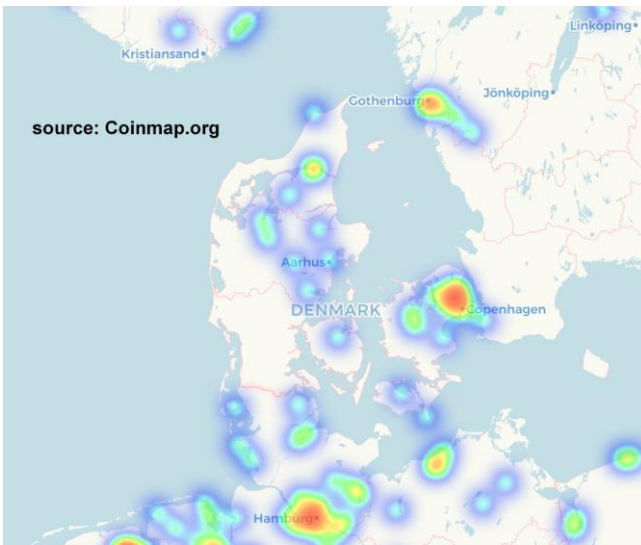 Linköping
Kristiansand
Gothenburg
Jönköping
source: Coinmap.org
Aarhus
DENMARK
Copenhagen
Hamburg